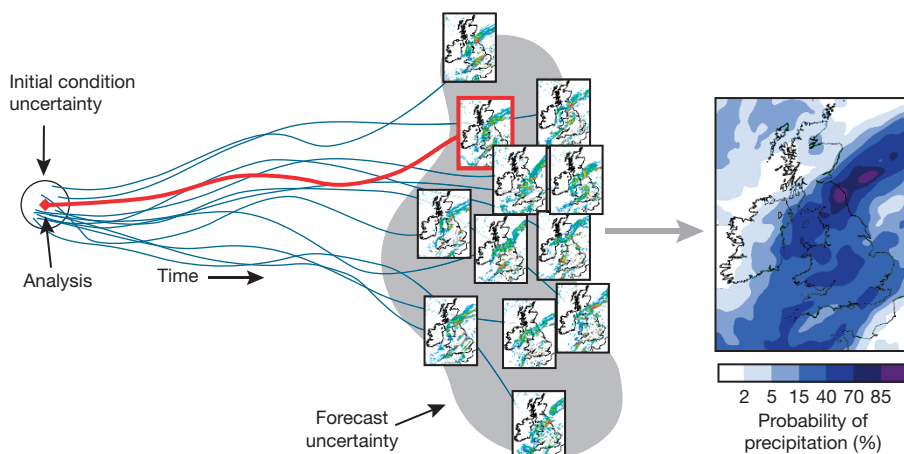 Initial condition
uncertainty
Analysis
Time
Forecast
uncertainty
2 5 15 40 70 85
Probability of
precipitation (%)